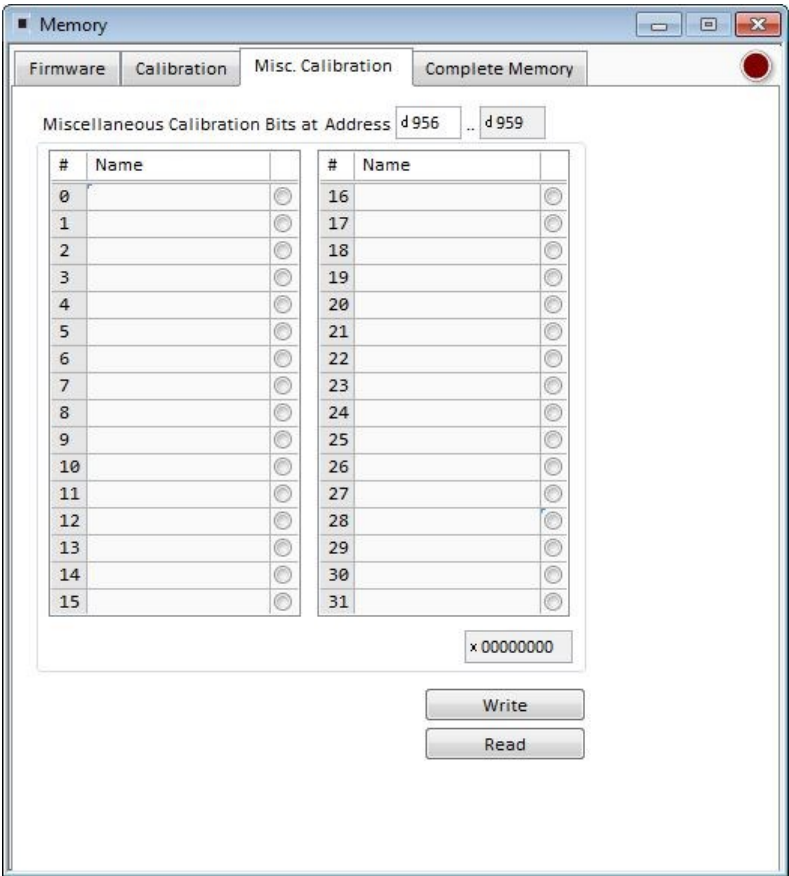 Memory
Firmware Calibration Misc. Calibration Complete Memory
Miscellaneous Calibration Bits at Address d 956 .. d 959
# Name # Name
0 16
1 17
2 18
3 19
4 20
5 21
6 22
7 23
8 24
9 25
10 26
11 27
12 28
13 29
14 30
15 31
x 00000000
Write
Read